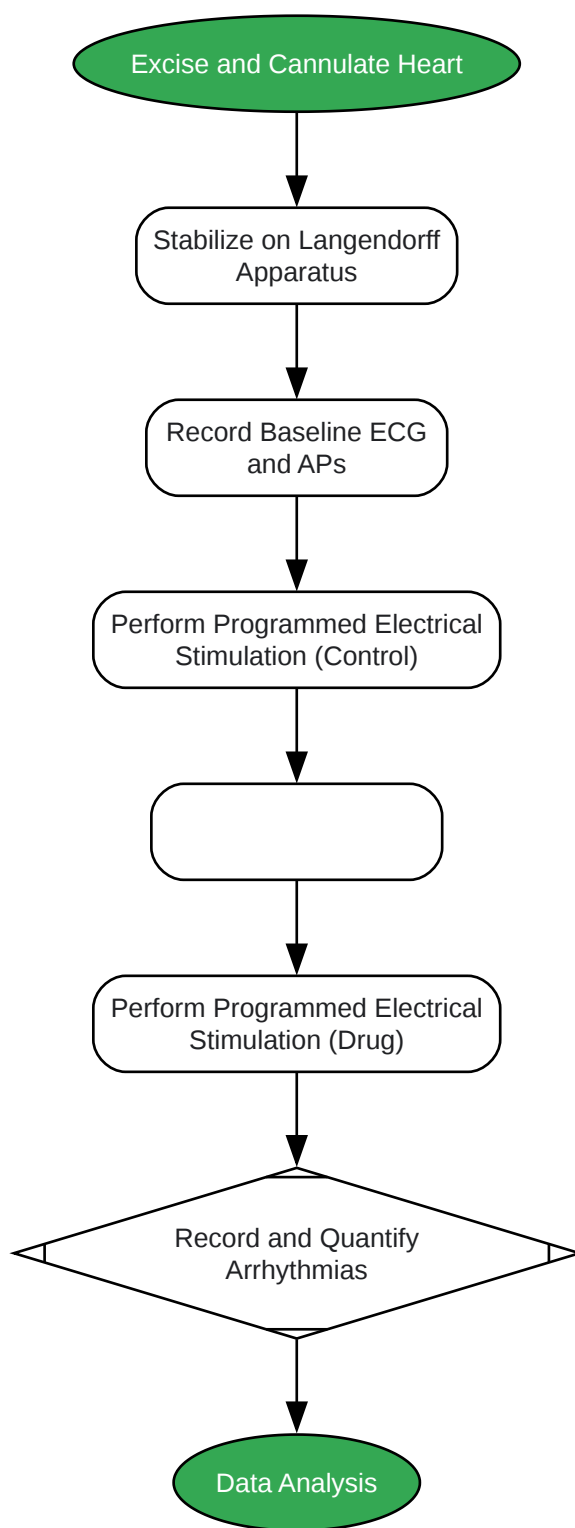 Excise and Cannulate Heart
Stabilize on Langendorff
Apparatus
Record Baseline ECG
and APs
Perform Programmed Electrical
Stimulation (Control)
Perform Programmed Electrical
Stimulation (Drug)
Record and Quantify
Arrhythmias
Data Analysis